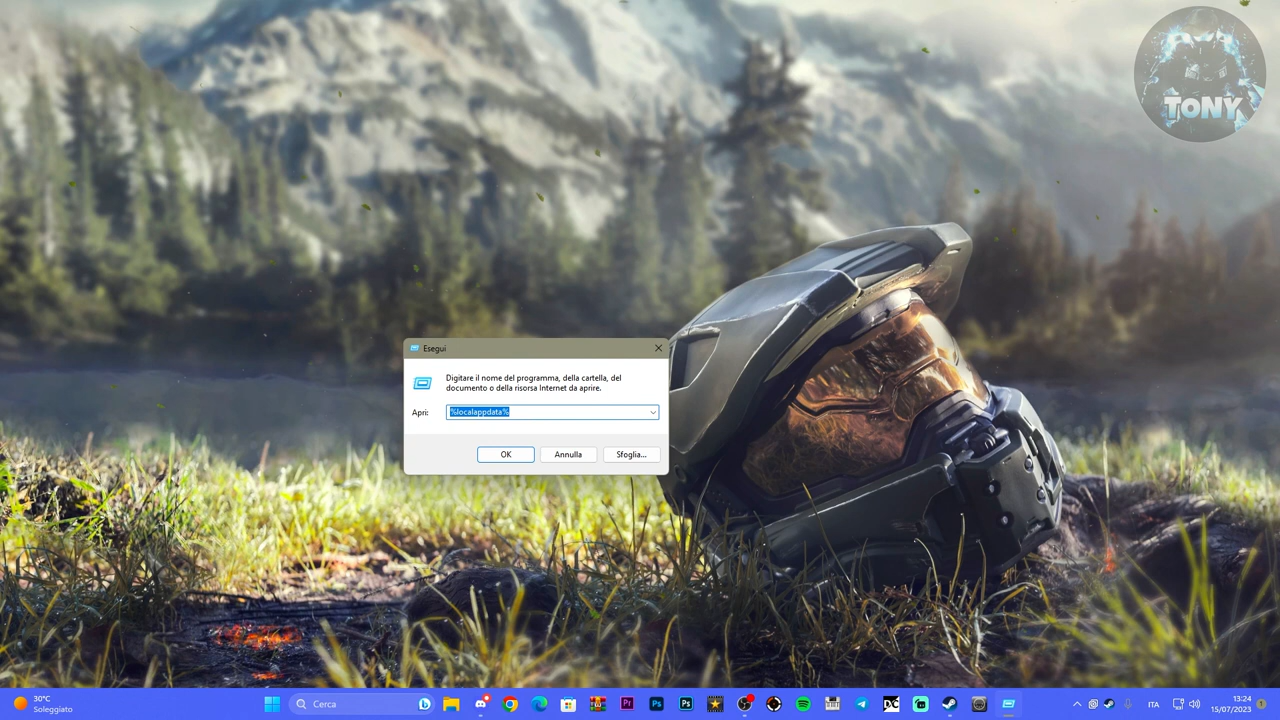 TONY
Esegui
Digitare il nome del programma, della cartella, del
documento o della risorsa Internet da aprire.
Apri:
%localappdata%
OK
Annulla
Sfoglia...
30°C
Soleggiato
Cerca
ITA
13:24
15/07/2023
1